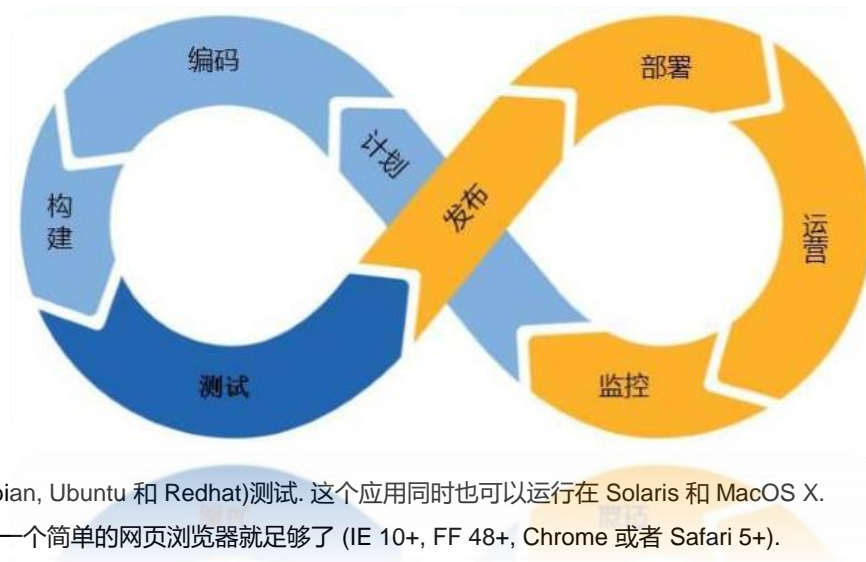 编码
部署
计划
发布
构建
运营
测试
监控
bian, Ubuntu 和 Redhat)测试. 这个应用同时也可以运行在 Solaris 和 MacOS X.
一个简单的网页浏览器就足够了 (IE 10+, FF 48+, Chrome 或者 Safari 5+).